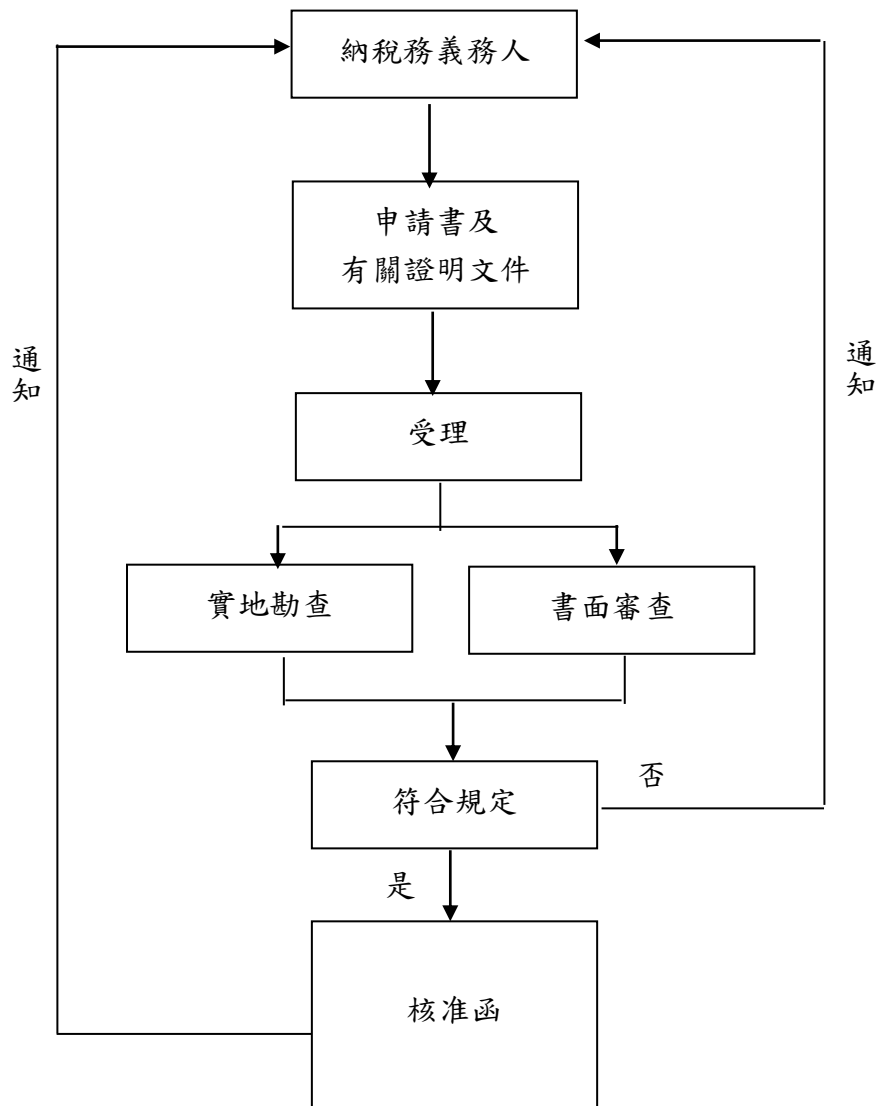 納稅務義務人
申請書及
有關證明文件
通知
通知
受理
實地勘查
書面審查
符合規定
否
是
核准函